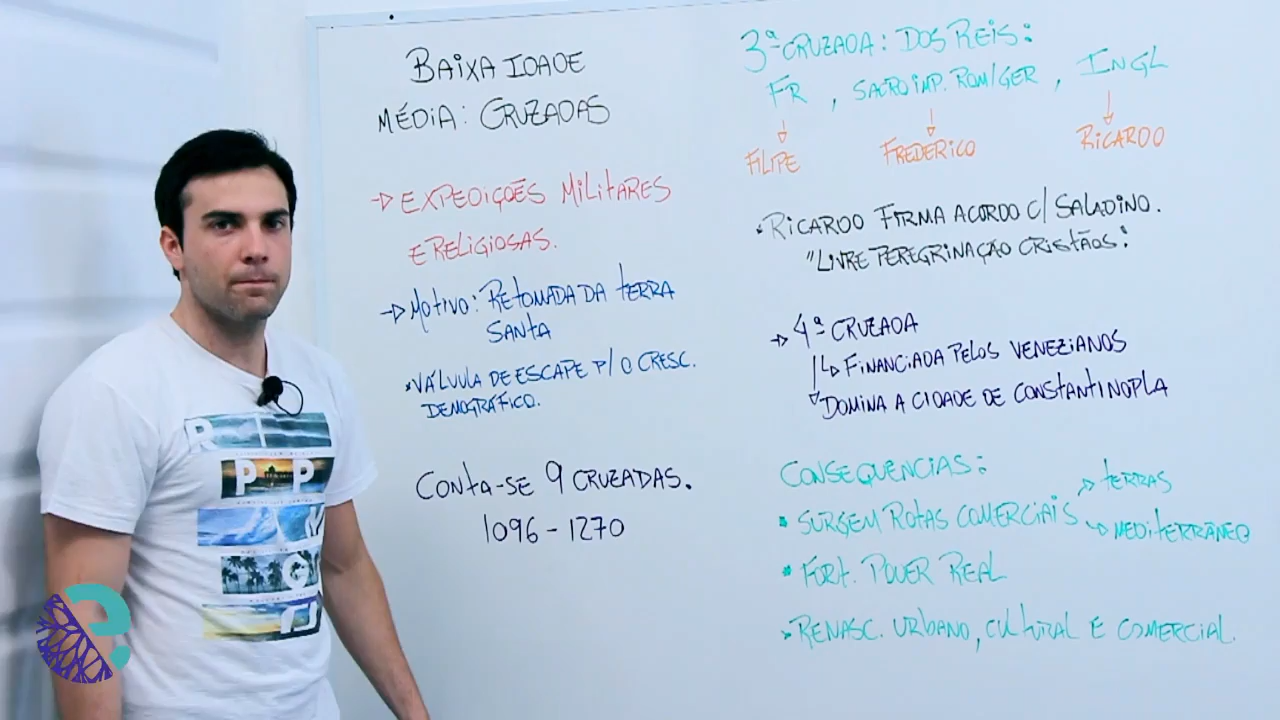 BAIXA IDADE
MÉDIA: CRUZADAS
→ EXPEDIÇÕES MILITARES
E RELIGIOSAS.
→ MOTIVO: RETOMADA DA TERRA
SANTA
• VÁLVULA DE ESCAPE P/ O CRESC.
DEMOGRÁFICO.
CONTA-SE 9 CRUZADAS.
1096 - 1270
3ª CRUZADA: DOS REIS:
FR, SACRO IMP. ROM/GER, INGL
FILIPE FREDERICO RICARDO
• RICARDO FIRMA ACORDO C/ SALADINO.
"LIVRE PEREGRINAÇÃO CRISTÃOS:
→ 4ª CRUZADA
↳ FINANCIADA PELOS VENEZIANOS
DOMINA A CIDADE DE CONSTANTINOPLA
CONSEQUENCIAS:
• SURGEM ROTAS COMERCIAIS → TERRAS
→ MEDITERRÂNEO
• FORT. PODER REAL
• RENASC. URBANO, CULTURAL E COMERCIAL.
R I
P P